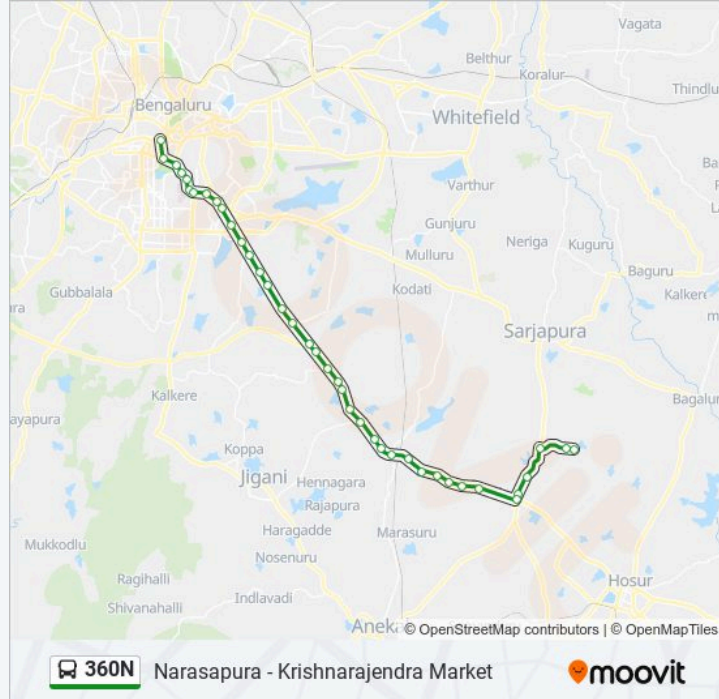 Vagata
Belthur
Koralur
Bengaluru
Thindlu
Whitefield
Varthur
Gunjuru
Neriga
Kuguru
Mulluru
Baguru
Kodati
Kalkere
Gubbalala
Sarjapura
Kalkere
Bagalur
ayapura
Koppa
Jigani
Hennagara
Rajapura
Haragadde
Marasuru
Mukkodlu
Nosenuru
Ragihalli
Hosur
Indlavadi
Shivanahalli
Aneka
© OpenStreetMap contributors | © OpenMapTiles
360N Narasapura - Krishnarajendra Market
moovit